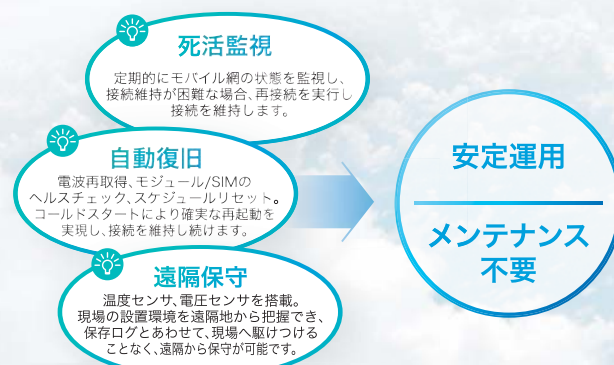 死活監視
定期的にモバイル網の状態を監視し、
接続維持が困難な場合、再接続を実行し
接続を維持します。
自動復旧
電波再取得、モジュール/SIMの
ヘルスチェック、スケジュールリセット。
コールドスタートにより確実な再起動を
実現し、接続を維持し続けます。
遠隔保守
温度センサ、電圧センサを搭載。
現場の設置環境を遠隔地から把握でき、
保存ログとあわせて、現場へ駆けつける
ことなく、遠隔から保守が可能です。
安定運用
メンテナンス
不要